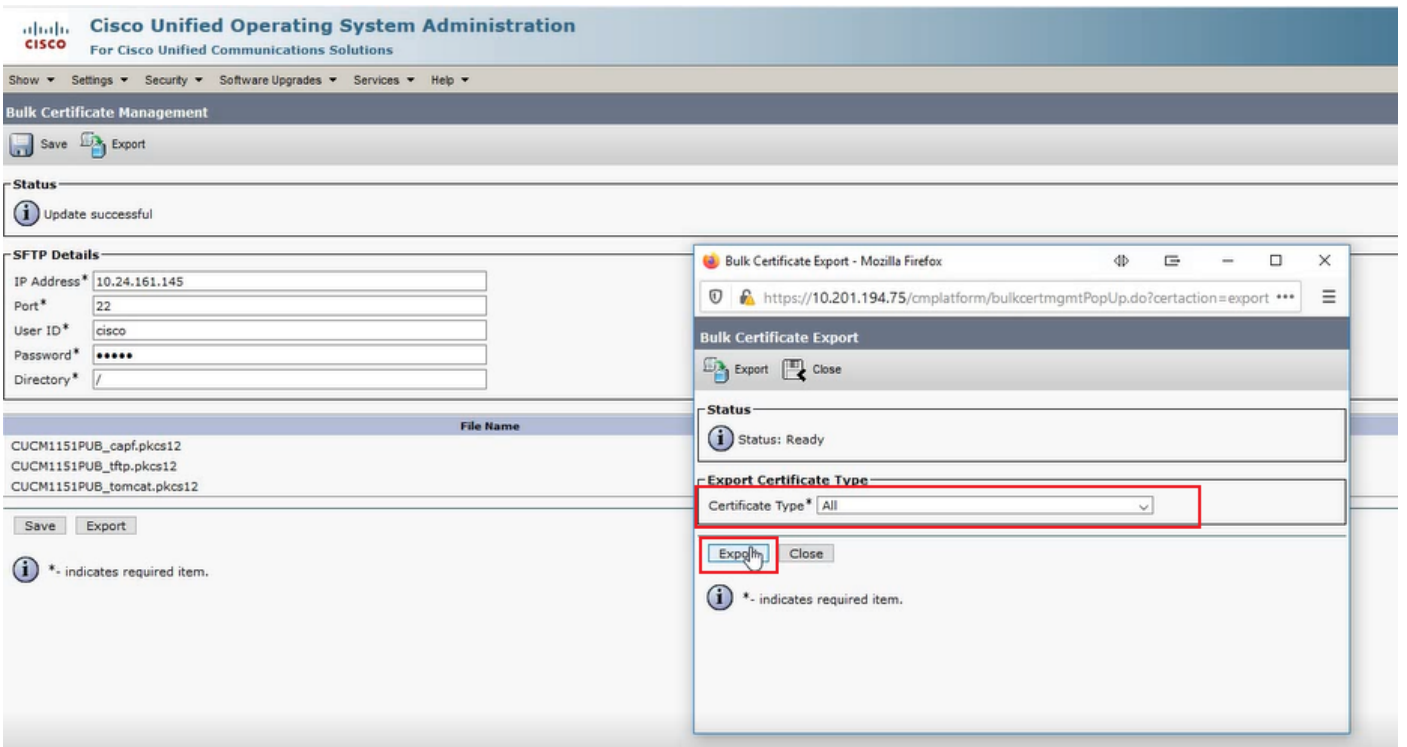 CISCO
Cisco Unified Operating System Administration
For Cisco Unified Communications Solutions
Show Settings Security Software Upgrades Services Help
Bulk Certificate Management
Save Export
Status
Update successful
SFTP Details
IP Address* 10.24.161.145
Port* 22
User ID* cisco
Password* •••••
Directory* /
File Name
CUCM1151PUB_capf.pkcs12
CUCM1151PUB_tftp.pkcs12
CUCM1151PUB_tomcat.pkcs12
Save Export
*- indicates required item.
Bulk Certificate Export - Mozilla Firefox
https://10.201.194.75/cmplatform/bulkcertmgmtPopUp.do?certaction=export •••
Bulk Certificate Export
Export Close
Status
Status: Ready
Export Certificate Type
Certificate Type* All
Export Close
*- indicates required item.